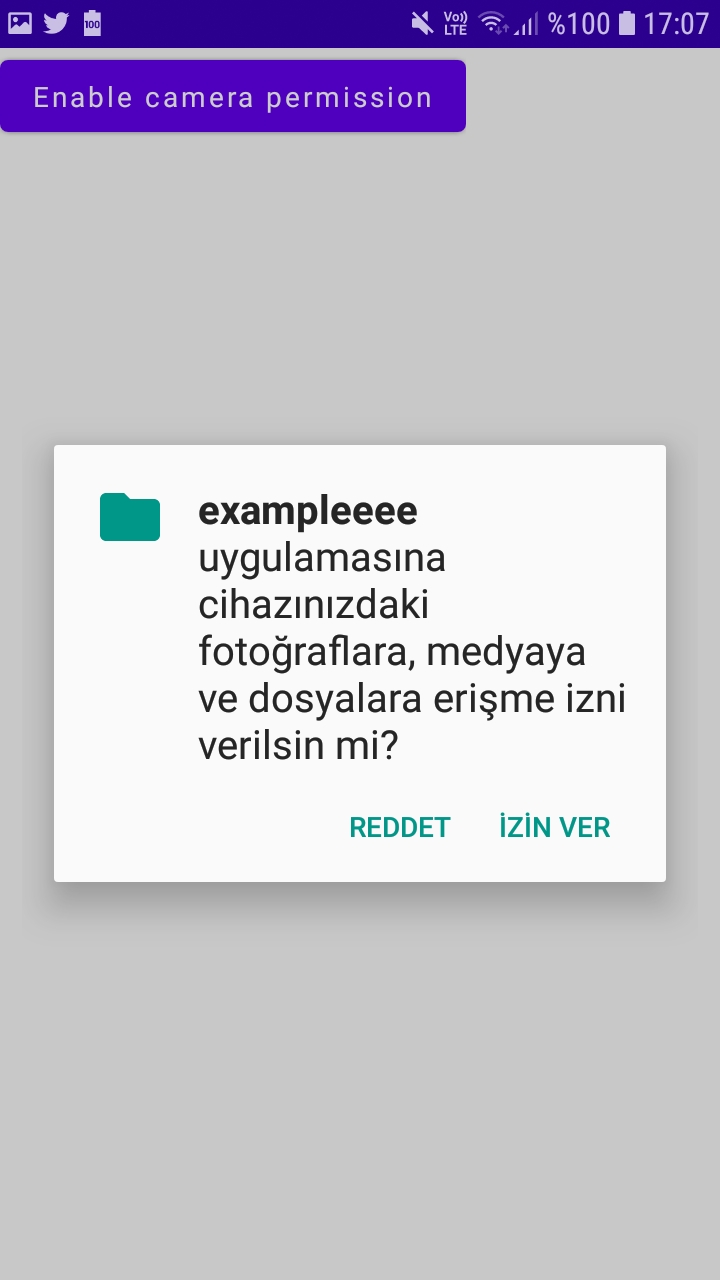 100 Vo)) LTE %100 17:07
Enable camera permission
exampleeee
uygulamasına
cihazınızdaki
fotoğraflara, medyaya
ve dosyalara erişme izni
verilsin mi?
REDDET İZİN VER